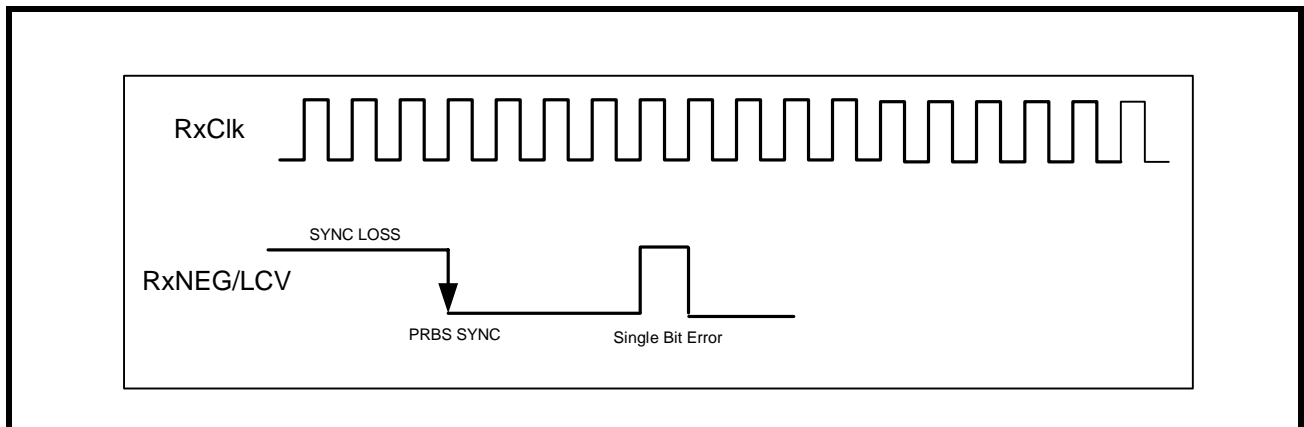 RxClk
SYNC LOSS
RxNEG/LCV
PRBS SYNC
Single Bit Error